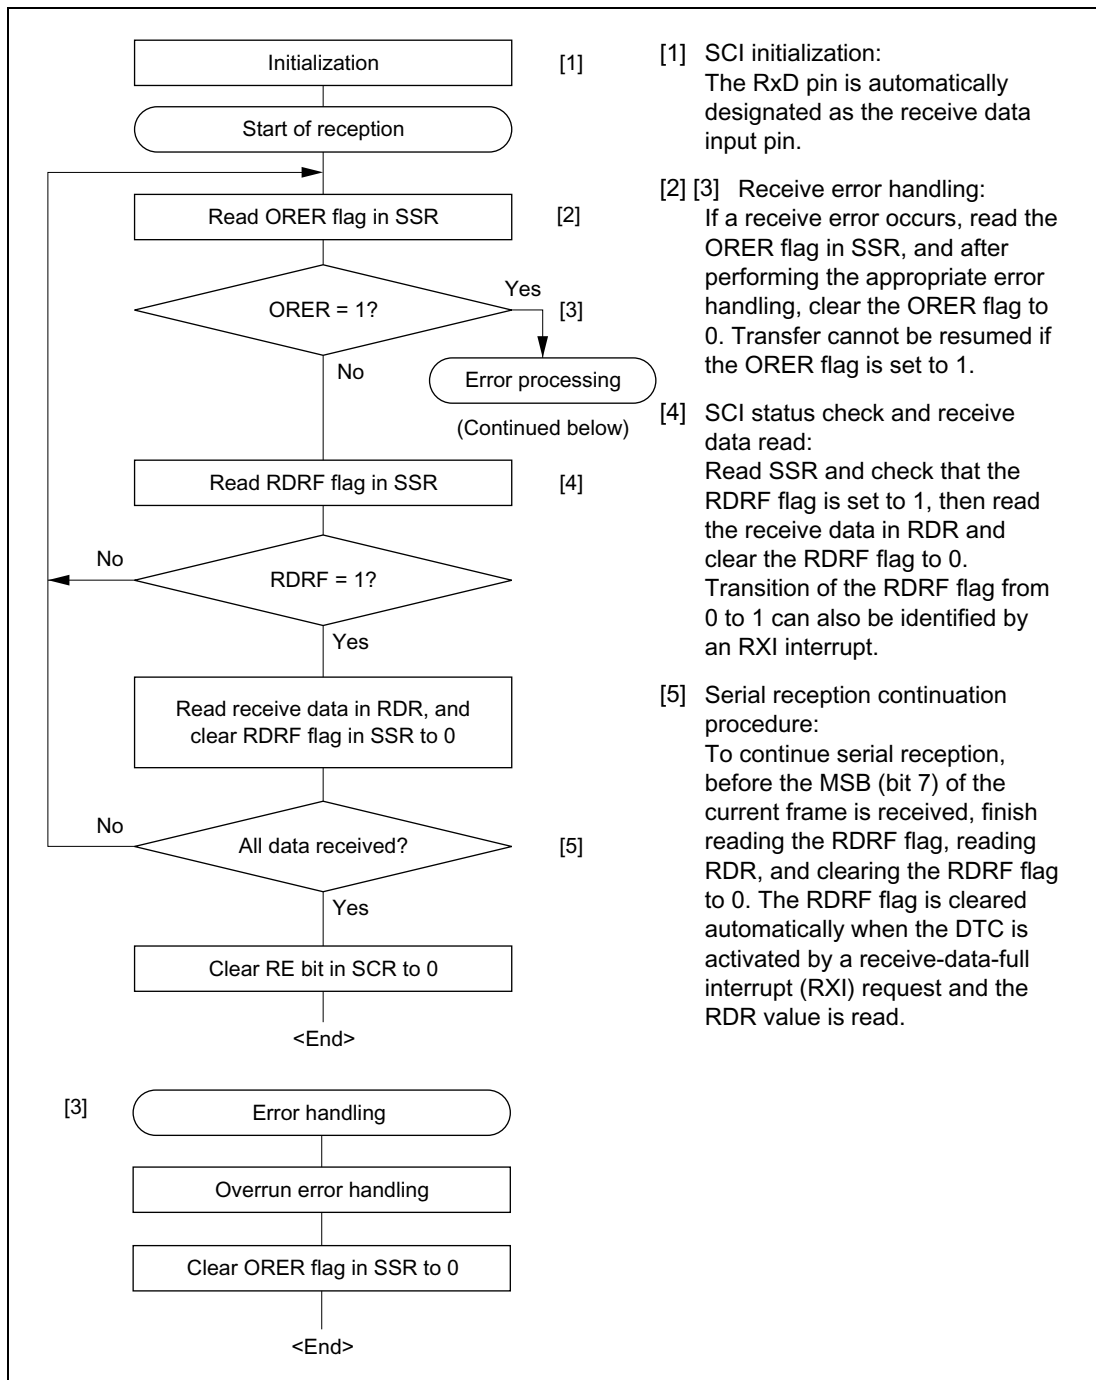 Initialization
[1]
Start of reception
Read ORER flag in SSR
[2]
ORER = 1?
Yes
[3]
No
Error processing
(Continued below)
Read RDRF flag in SSR
[4]
No
RDRF = 1?
Yes
Read receive data in RDR, and
clear RDRF flag in SSR to 0
No
All data received?
[5]
Yes
Clear RE bit in SCR to 0
<End>
[3]
Error handling
Overrun error handling
Clear ORER flag in SSR to 0
<End>
[1] SCI initialization:
The RxD pin is automatically
designated as the receive data
input pin.
[2] [3] Receive error handling:
If a receive error occurs, read the
ORER flag in SSR, and after
performing the appropriate error
handling, clear the ORER flag to
0. Transfer cannot be resumed if
the ORER flag is set to 1.
[4] SCI status check and receive
data read:
Read SSR and check that the
RDRF flag is set to 1, then read
the receive data in RDR and
clear the RDRF flag to 0.
Transition of the RDRF flag from
0 to 1 can also be identified by
an RXI interrupt.
[5] Serial reception continuation
procedure:
To continue serial reception,
before the MSB (bit 7) of the
current frame is received, finish
reading the RDRF flag, reading
RDR, and clearing the RDRF flag
to 0. The RDRF flag is cleared
automatically when the DTC is
activated by a receive-data-full
interrupt (RXI) request and the
RDR value is read.